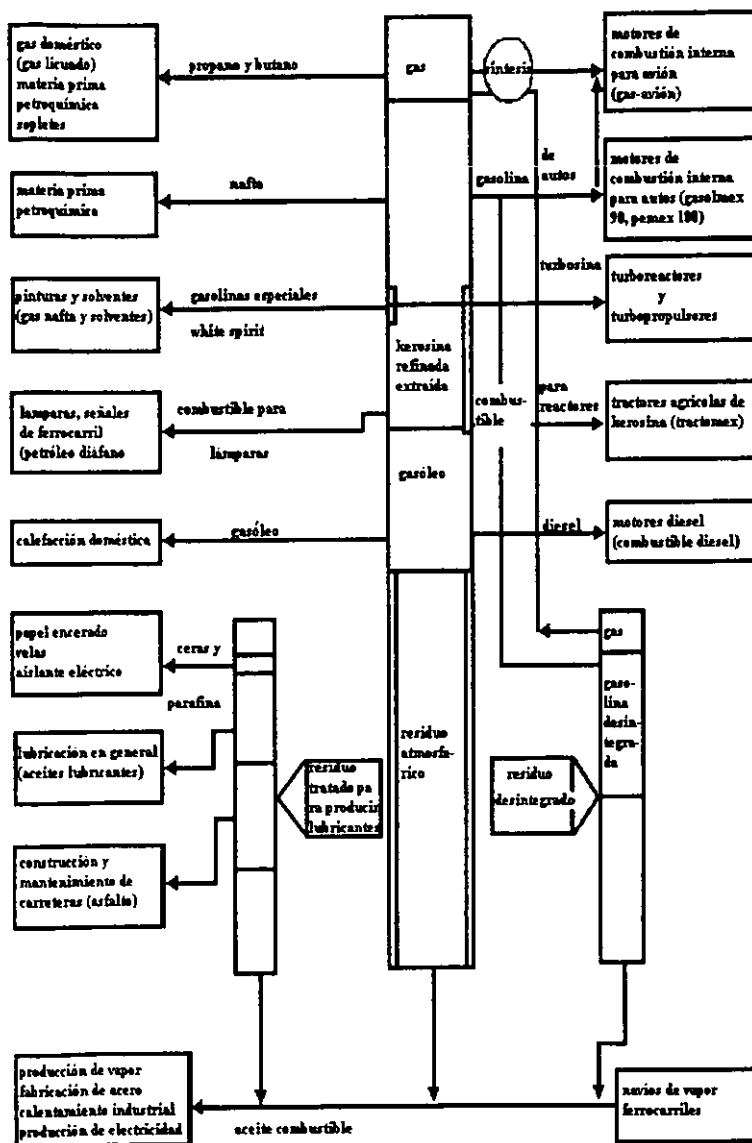 gas doméstico
(gas licuado)
materia prima
petroquímica
sopletes
propano y butano
gas
síntesis
motores de
combustión interna
para avión
(gas-avión)
materia prima
petroquímica
nafta
gasolina
de
autos
motores de
combustión interna
para autos (gasolmex
90, pemex 100)
pinturas y solventes
(gas nafta y solventes)
gasolinas especiales
white spirit
turbosina
turboreactores
y
turbopropulsores
kerosina
refinada
extraída
lámparas, señales
de ferrocarril
(petróleo diáfano
combustible para
lámparas
combus-
tible
para
reactores
tractores agrícolas de
kerosina (tractomex)
gasóleo
calefacción doméstica
gasóleo
diesel
motores diesel
(combustible diesel)
papel encerado
velas
aislante eléctrico
ceras y
parafina
gas
gaso-
lina
desin-
tegra-
da
lubricación en general
(aceites lubricantes)
residuo
tratado pa
ra producir
lubricantes
residuo
atmosfe-
rico
residuo
desintegrado
construcción y
mantenimiento de
carreteras (asfalto)
producción de vapor
fabricación de acero
calentamiento industrial
producción de electricidad
aceite combustible
navíos de vapor
ferrocarriles